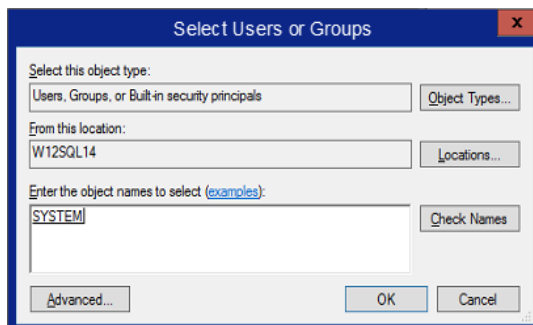 Select Users or Groups
x
Select this object type:
Users, Groups, or Built-in security principals
Object Types...
From this location:
W12SQL14
Locations...
Enter the object names to select (examples):
SYSTEM
Check Names
Advanced...
OK
Cancel